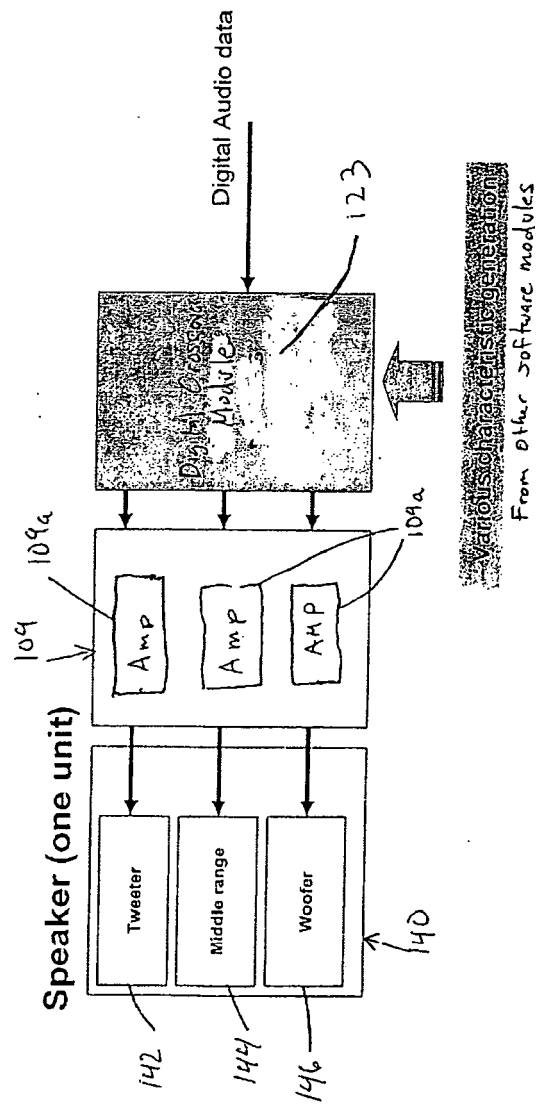 Speaker (one unit)
109
109a
142
Tweeter
Amp
Digital Crossover
Module
Digital Audio data
144
Middle range
Amp
146
Woofer
AMP
109a
123
140
Various characteristic generation
From other software modules